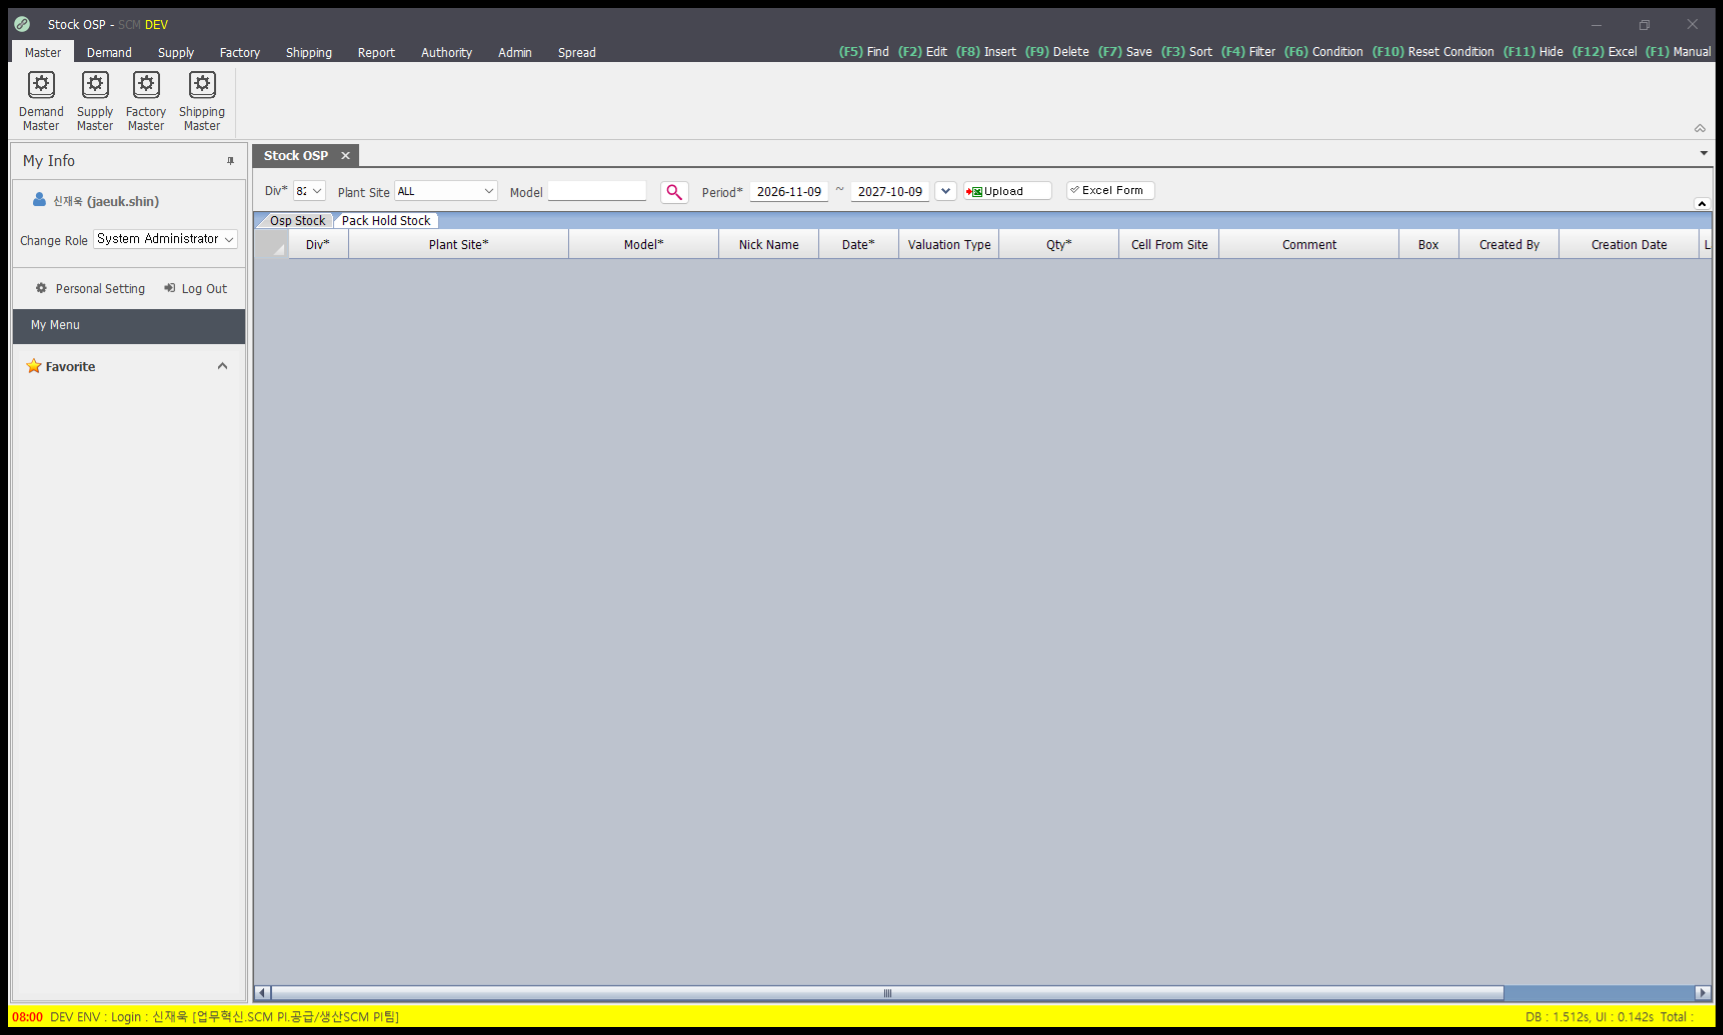 Stock OSP - SCM DEV
Master Demand Supply Factory Shipping Report Authority Admin Spread
(F5) Find (F2) Edit (F8) Insert (F9) Delete (F7) Save (F3) Sort (F4) Filter (F6) Condition (F10) Reset Condition (F11) Hide (F12) Excel (F1) Manual
Demand Master
Supply Master
Factory Master
Shipping Master
My Info
신재욱 (jaeuk.shin)
Change Role System Administrator
Personal Setting Log Out
My Menu
Favorite
Stock OSP
Div* 82 Plant Site ALL Model Period* 2026-11-09 ~ 2027-10-09 Upload Excel Form
Osp Stock Pack Hold Stock
Div* Plant Site* Model* Nick Name Date* Valuation Type Qty* Cell From Site Comment Box Created By Creation Date L
08:00 DEV ENV : Login : 신재욱 [업무혁신.SCM PI.공급/생산SCM PI팀]
DB : 1.512s, UI : 0.142s Total :